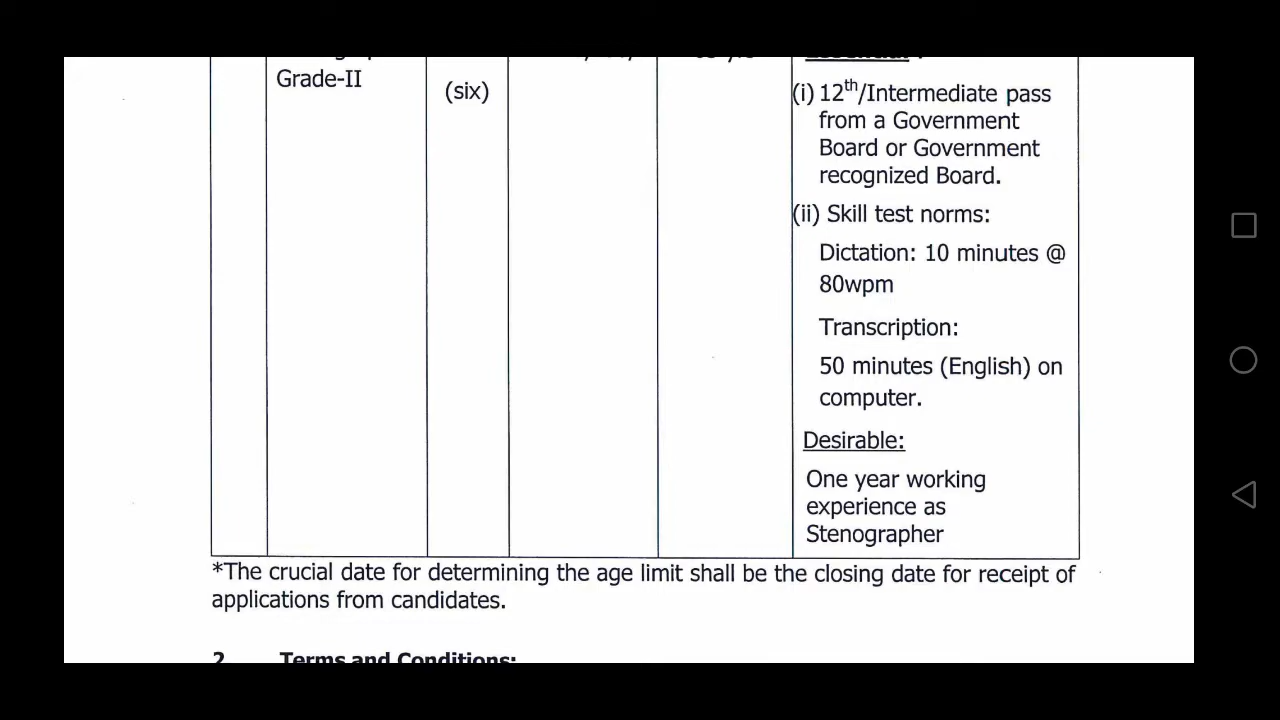 Grade-II
(six)
(i) 12th/Intermediate pass
from a Government
Board or Government
recognized Board.
(ii) Skill test norms:
Dictation: 10 minutes @
80wpm
Transcription:
50 minutes (English) on
computer.
Desirable:
One year working
experience as
Stenographer
*The crucial date for determining the age limit shall be the closing date for receipt of
applications from candidates.
2 Terms and Conditions: